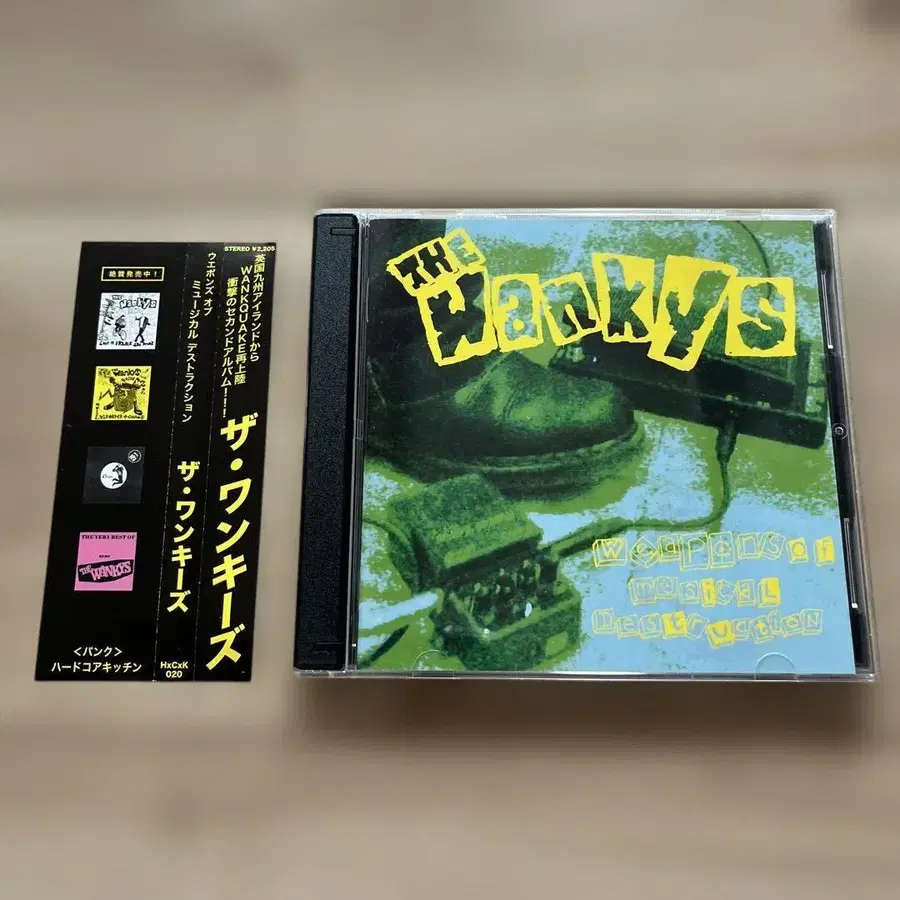 絶賛発売中!
THE WANKYS
THE VERY BEST OF
THE WANKYS
<パンク>
ハードコアキッチン
STEREO ¥2,205
英国九州アイランドから
WANKQUAKE再上陸
衝撃のセカンドアルバム!!!
ザ・ワンキーズ
ウエポンズ オブ
ミュージカル デストラクション
ザ・ワンキーズ
HxCxK
020
THE
WANKYS
WEAPONS OF
MUSICAL
DESTRUCTION